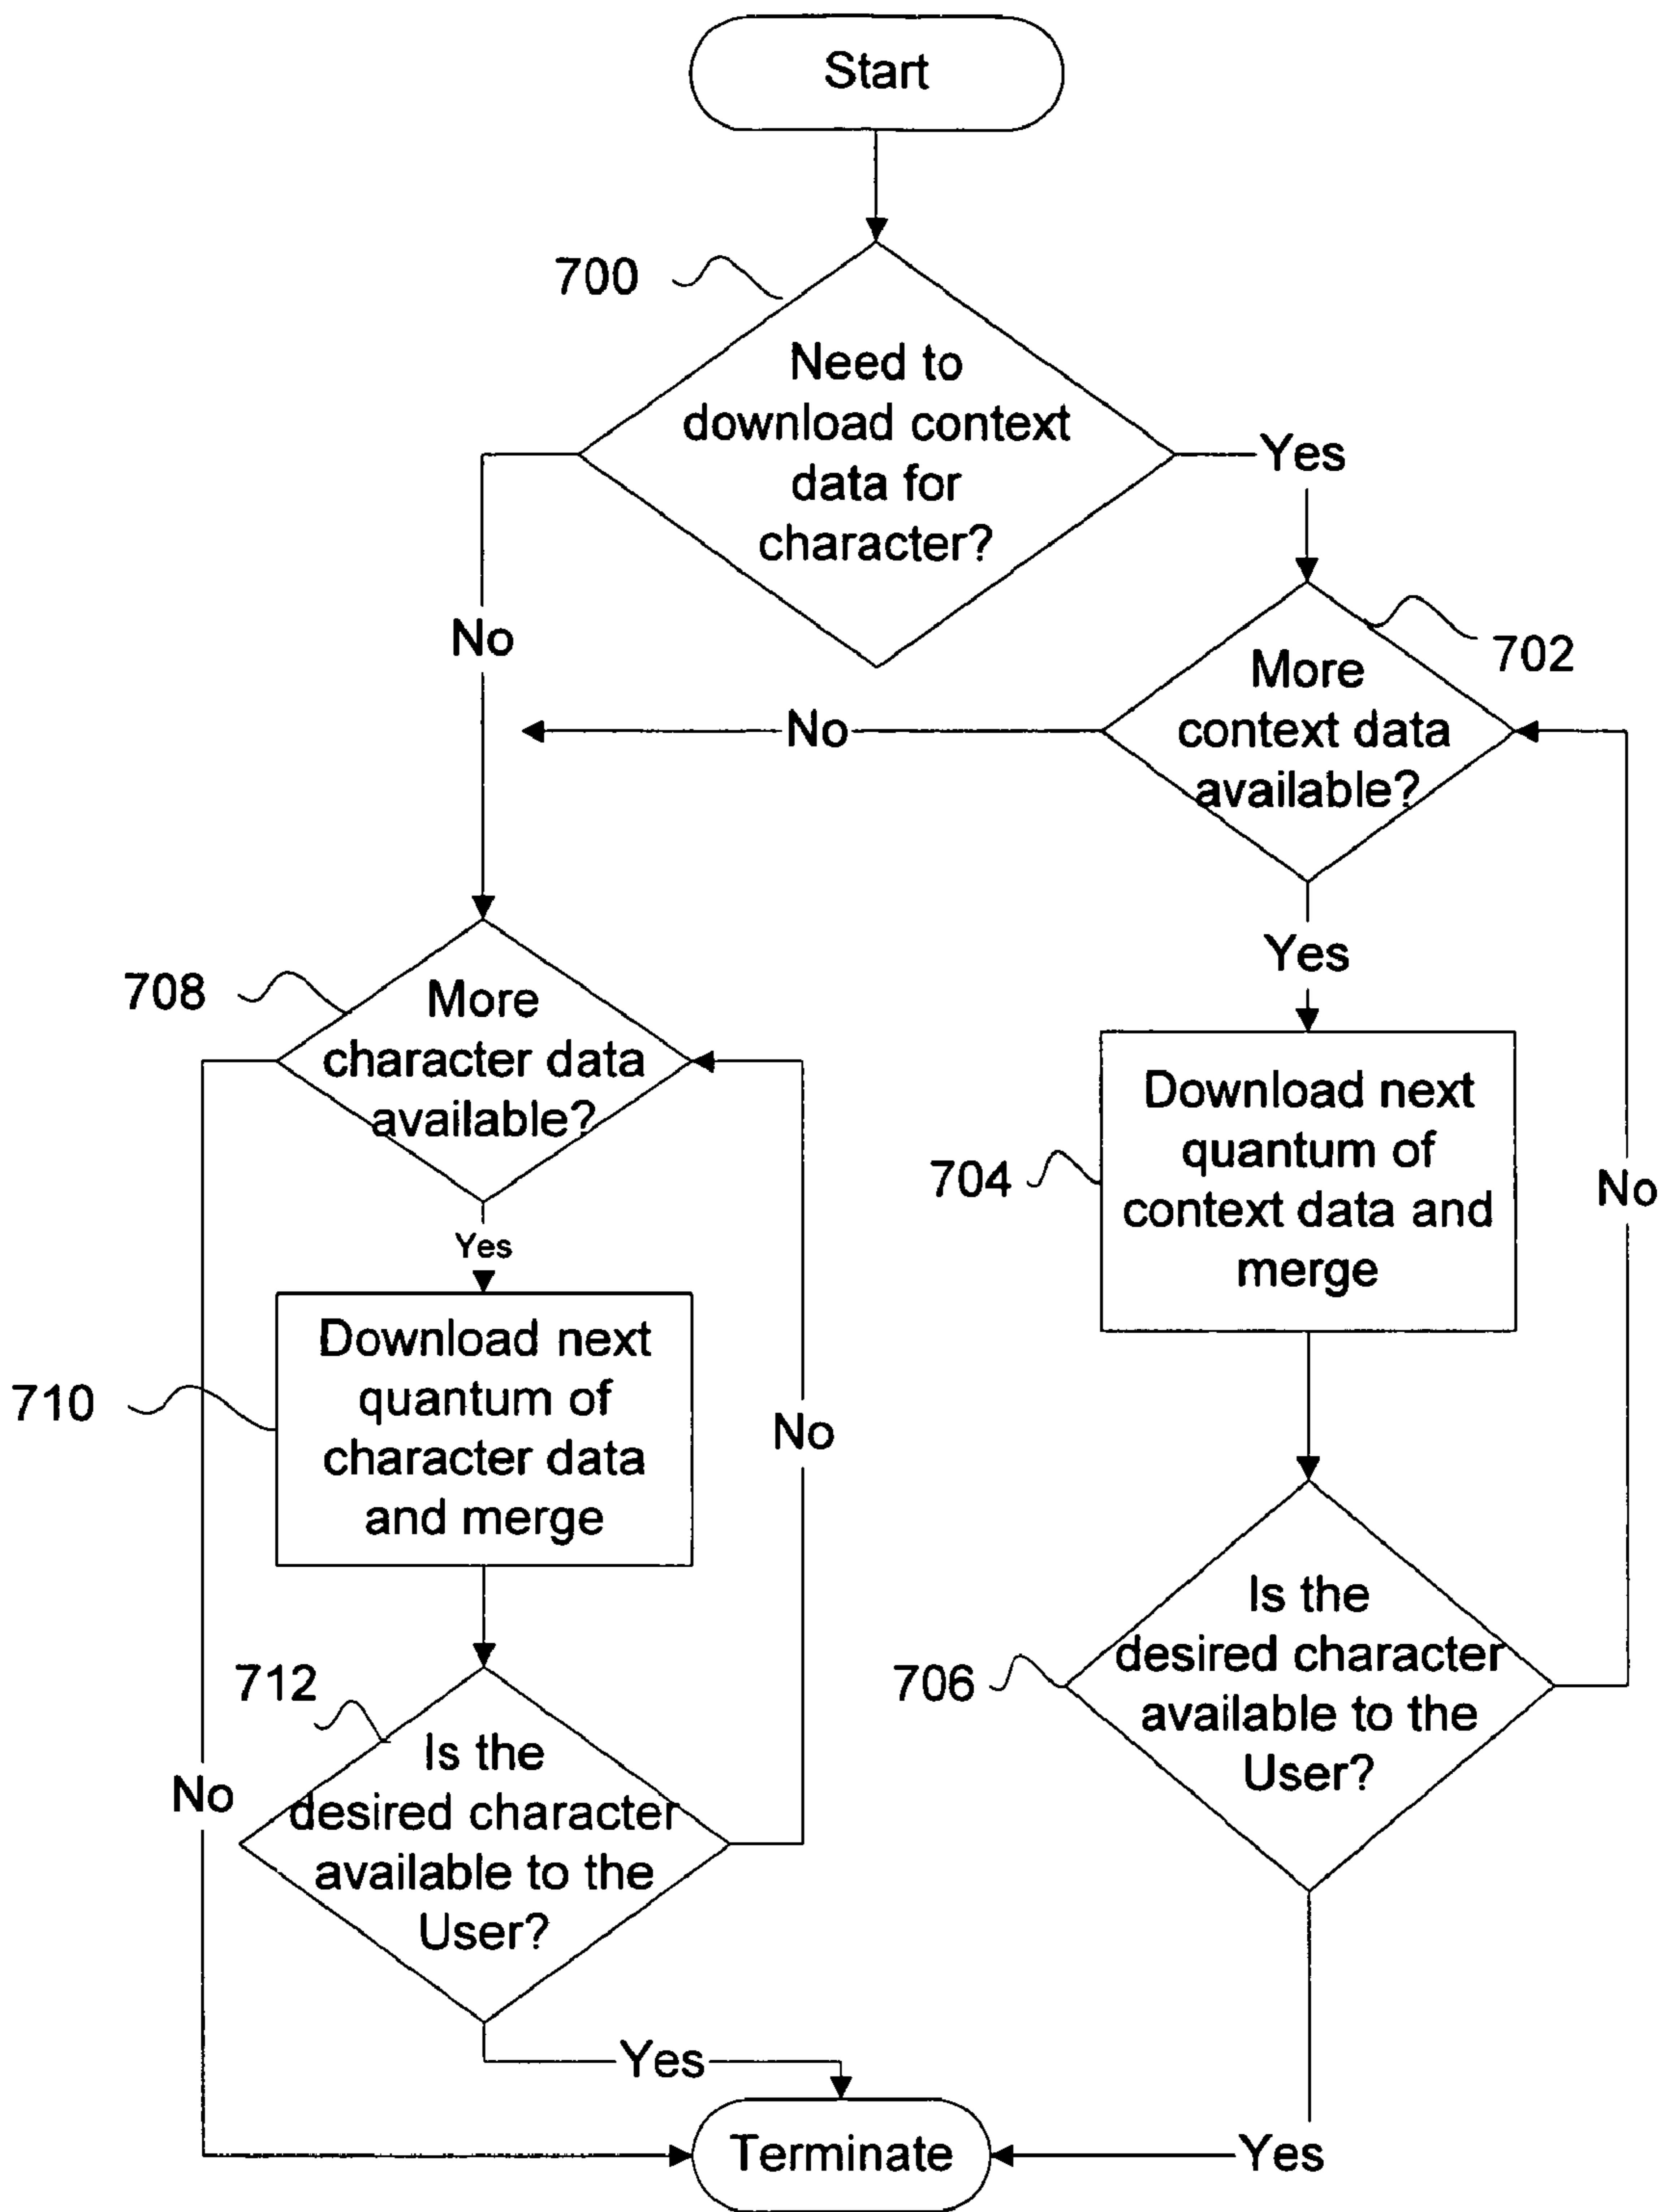 Start
700
Need to
download context
data for
character?
Yes
No
702
More
context data
available?
No
Yes
708
More
character data
available?
Yes
704
Download next
quantum of
context data and
merge
No
710
Download next
quantum of
character data
and merge
No
712
Is the
desired character
available to the
User?
No
706
Is the
desired character
available to the
User?
Yes
Terminate
Yes